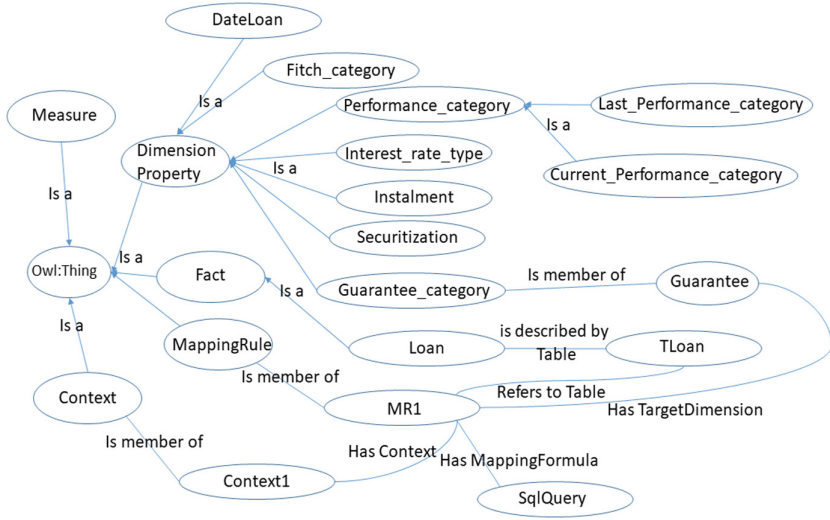 DateLoan
Is a
Fitch_category
Measure
Performance_category
Last_Performance_category
Is a
Dimension
Property
Interest_rate_type
Is a
Current_Performance_category
Is a
Instalment
Securitization
Is a
Owl:Thing
Fact
Is a
Guarantee_category
Is member of
Guarantee
Is a
MappingRule
Loan
is described by
Table
TLoan
Is member of
Context
MR1
Refers to Table
Has TargetDimension
Is member of
Has Context
Has MappingFormula
Context1
SqlQuery